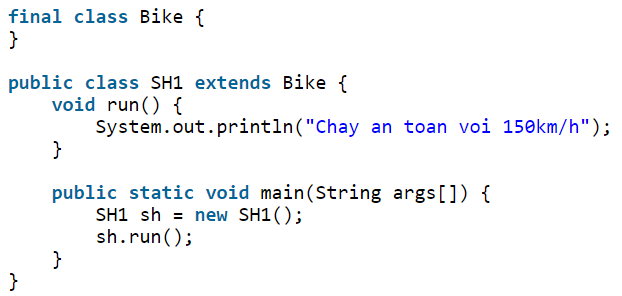 final class Bike {
}
public class SH1 extends Bike {
    void run() {
        System.out.println("Chay an toan voi 150km/h");
    }
    public static void main(String args[]) {
        SH1 sh = new SH1();
        sh.run();
    }
}